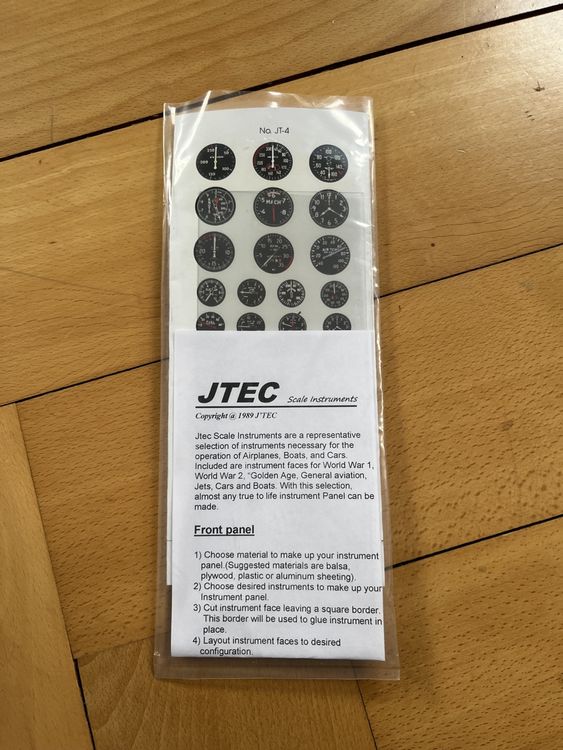 No. JT-4
MACH
JTEC Scale Instruments
Copyright @ 1989 J'TEC
Jtec Scale Instruments are a representative
selection of instruments necessary for the
operation of Airplanes, Boats, and Cars.
Included are instrument faces for World War 1,
World War 2, "Golden Age, General aviation,
Jets, Cars and Boats. With this selection,
almost any true to life instrument Panel can be
made.
Front panel
1) Choose material to make up your instrument
panel.(Suggested materials are balsa,
plywood, plastic or aluminum sheeting).
2) Choose desired instruments to make up your
Instrument panel.
3) Cut instrument face leaving a square border.
This border will be used to glue instrument in
place.
4) Layout instrument faces to desired
configuration.